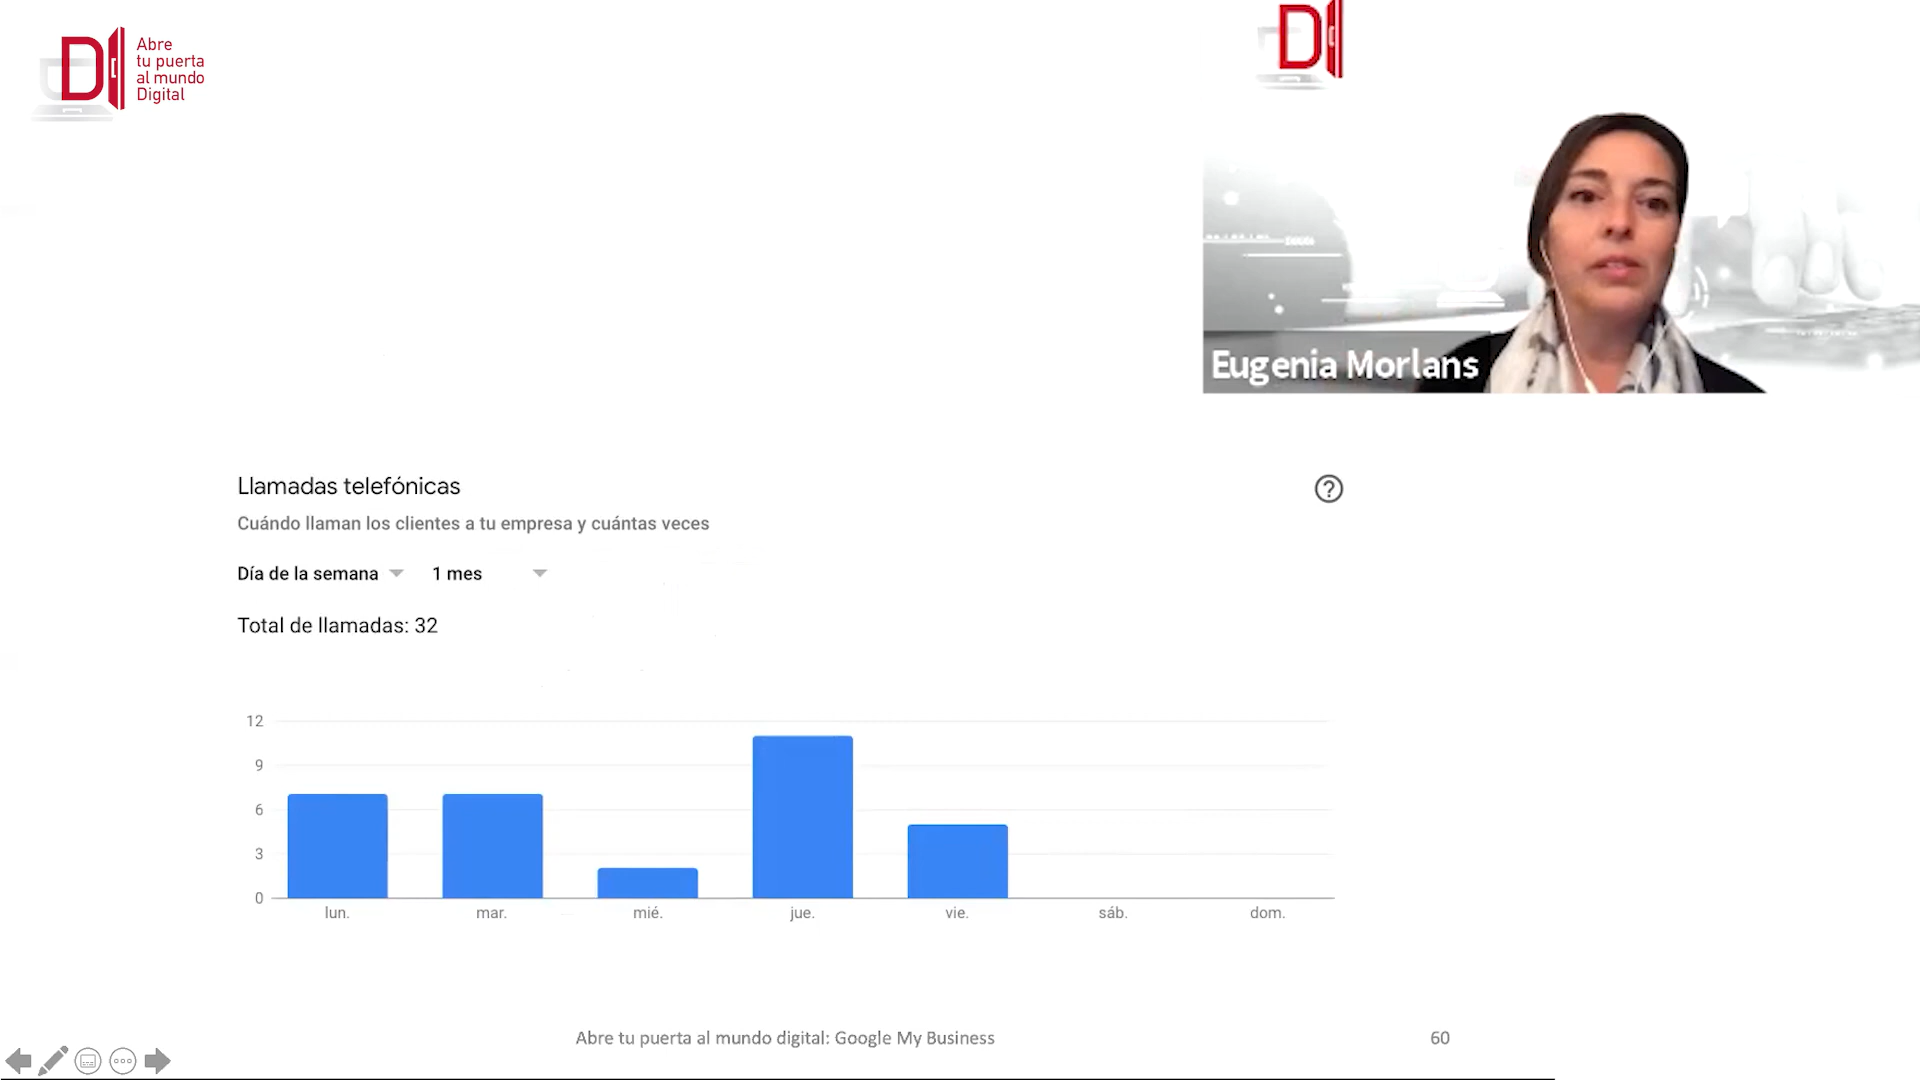 Abre
tu puerta
al mundo
Digital
Eugenia Morlans
Llamadas telefónicas
Cuándo llaman los clientes a tu empresa y cuántas veces
Día de la semana 1 mes
Total de llamadas: 32
12
9
6
3
0
lun. mar. mié. jue. vie. sáb. dom.
Abre tu puerta al mundo digital: Google My Business 60